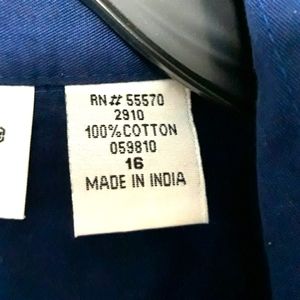 RN# 55570
2910
100%COTTON
059810
16
MADE IN INDIA